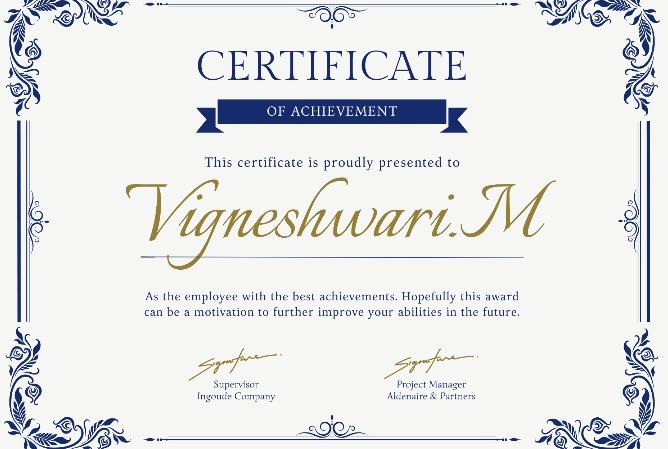 CERTIFICATE
OF ACHIEVEMENT
This certificate is proudly presented to
Vigneshwari.M
As the employee with the best achievements. Hopefully this award
can be a motivation to further improve your abilities in the future.
Signature Signature
Supervisor Project Manager
Ingoude Company Aldenaire & Partners